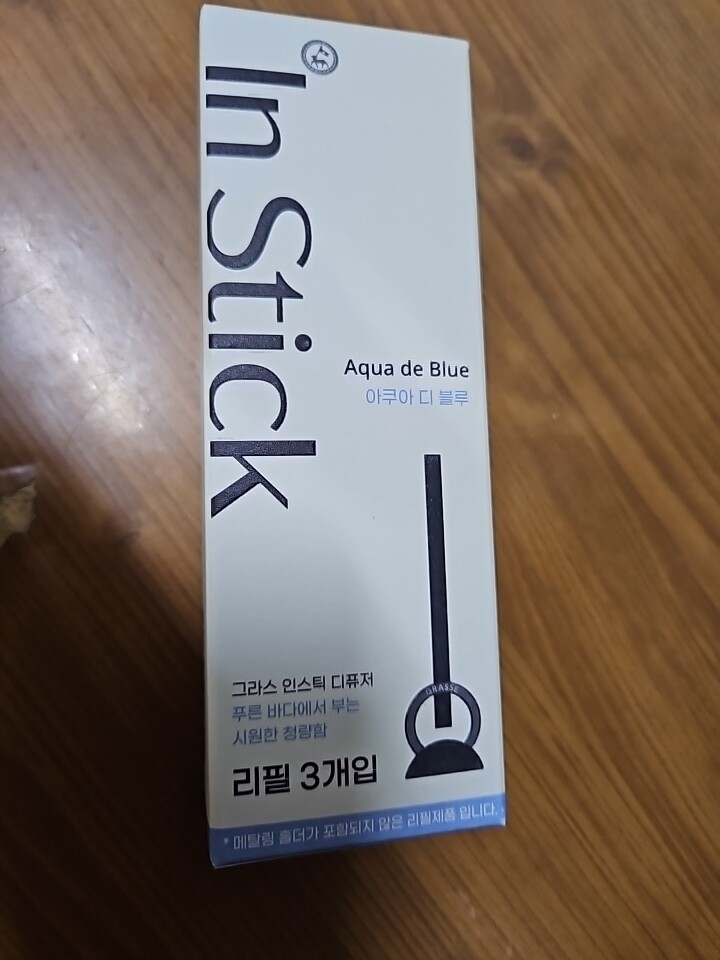 In Stick
Aqua de Blue
아쿠아 디 블루
GRASSE
그라스 인스틱 디퓨저
푸른 바다에서 부는
시원한 청량함
리필 3개입
* 메탈링 홀더가 포함되지 않은 리필제품 입니다.